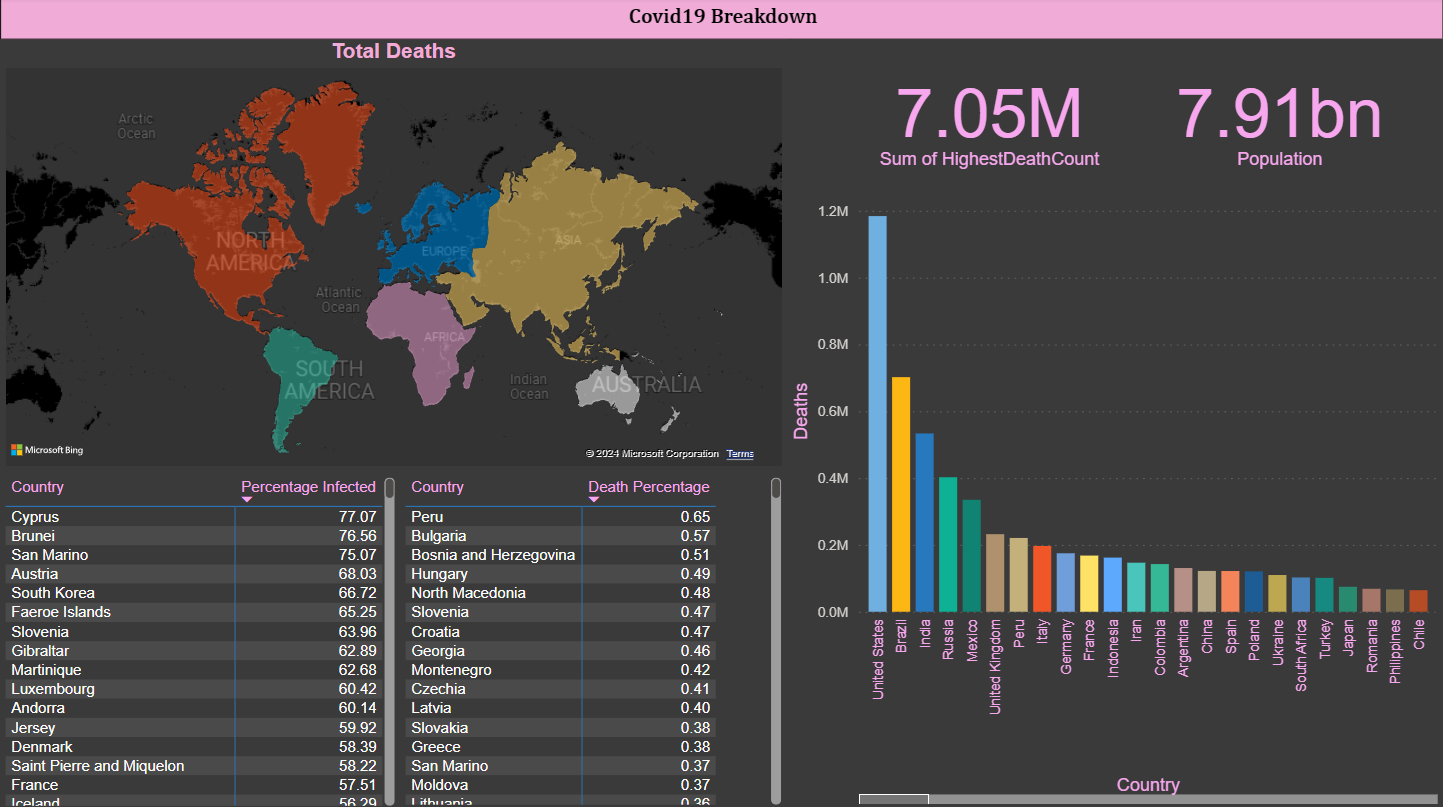 Covid19 Breakdown
Total Deaths
Arctic
Ocean
NORTH
AMERICA
EUROPE
ASIA
Atlantic
Ocean
AFRICA
SOUTH
AMERICA
Indian
Ocean
AUSTRALIA
Microsoft Bing
© 2024 Microsoft Corporation Terms
7.05M
Sum of HighestDeathCount
7.91bn
Population
Country Percentage Infected
Cyprus 77.07
Brunei 76.56
San Marino 75.07
Austria 68.03
South Korea 66.72
Faeroe Islands 65.25
Slovenia 63.96
Gibraltar 62.89
Martinique 62.68
Luxembourg 60.42
Andorra 60.14
Jersey 59.92
Denmark 58.39
Saint Pierre and Miquelon 58.22
France 57.51
Iceland 56.29
Country Death Percentage
Peru 0.65
Bulgaria 0.57
Bosnia and Herzegovina 0.51
Hungary 0.49
North Macedonia 0.48
Slovenia 0.47
Croatia 0.47
Georgia 0.46
Montenegro 0.42
Czechia 0.41
Latvia 0.40
Slovakia 0.38
Greece 0.38
San Marino 0.37
Moldova 0.37
Lithuania 0.36
Deaths
1.2M
1.0M
0.8M
0.6M
0.4M
0.2M
0.0M
United States
Brazil
India
Russia
Mexico
United Kingdom
Peru
Italy
Germany
France
Indonesia
Iran
Colombia
Argentina
China
Spain
Poland
Ukraine
South Africa
Turkey
Japan
Romania
Philippines
Chile
Country